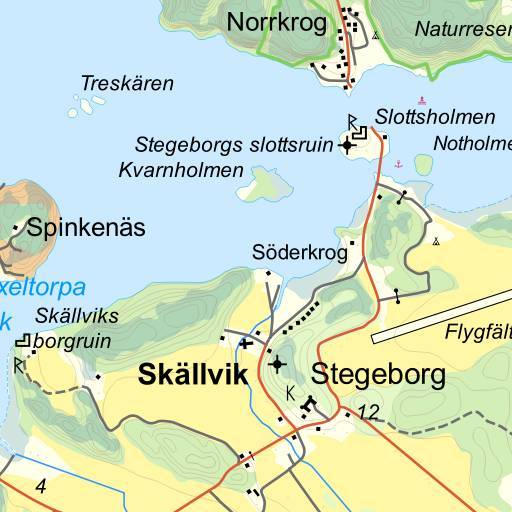 Norrkrog
Naturreser
Treskären
Slottsholmen
Stegeborgs slottsruin
Notholme
Kvarnholmen
Spinkenäs
Söderkrog
xeltorpa
k
Skällviks
borgruin
Flygfält
Skällvik
Stegeborg
K
12
4